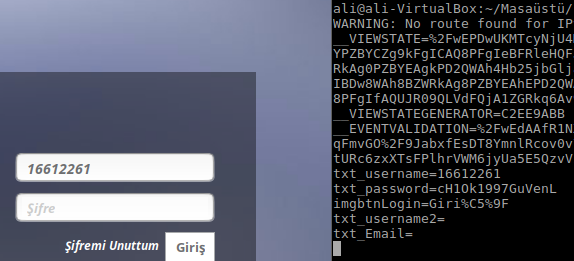 16612261
Şifre
Şifremi Unuttum
Giriş
ali@ali-VirtualBox:~/Masaüstü/
WARNING: No route found for IP
__VIEWSTATE=%2FwEPDwUKMTcyNjU4
YPZBYCZg9kFgICAQ8PFgIeBFRleHQF
RkAg0PZBYEAgkPD2QWAh4Hb25jbGlj
IBDw8WAh8BZWRkAg8PZBYEAhEPD2QW
8PFgIfAQUJR09QLVdFQjA1ZGRkq6Av
__VIEWSTATEGENERATOR=C2EE9ABB
__EVENTVALIDATION=%2FwEdAAfR1N
qFmvGO%2F9JabxfEsDT8YmnlRcov0v
tURc6zxXTsFPlhrVWM6jyUa5E5QzvV
txt_username=16612261
txt_password=cH1Ok1997GuVenL
imgbtnLogin=Giri%C5%9F
txt_username2=
txt_Email=